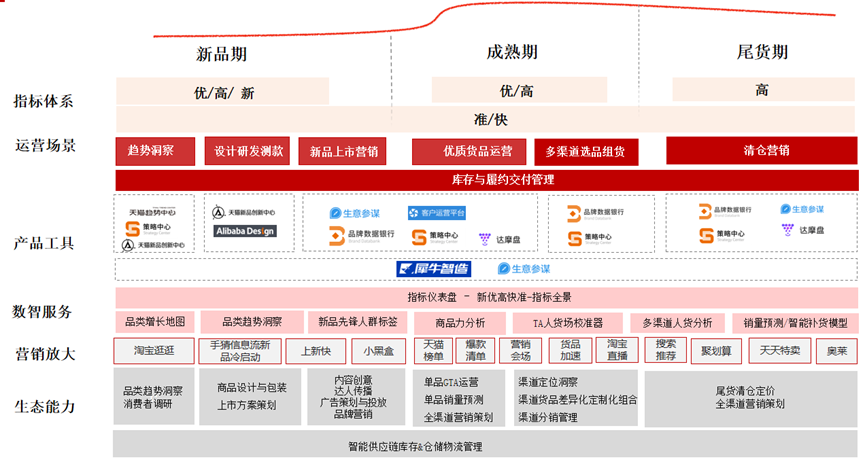 新品期 成熟期 尾货期
指标体系 优/高/ 新 优/高 高
准/快
运营场景 趋势洞察 设计研发测款 新品上市营销 优质货品运营 多渠道选品组货 清仓营销
库存与履约交付管理
产品工具
天猫趋势中心
策略中心
Strategy Center
天猫新品创新中心
天猫新品创新中心
Alibaba Design
生意参谋 客户运营平台
品牌数据银行 策略中心
Strategy Center
达摩盘
品牌数据银行
策略中心
Strategy Center
品牌数据银行 生意参谋
策略中心
Strategy Center
达摩盘
犀牛智造 生意参谋
指标仪表盘 - 新优高快准-指标全景
数智服务 品类增长地图 品类趋势洞察 新品先锋人群标签 商品力分析 TA人货场校准器 多渠道人货分析 销量预测/智能补货模型
营销放大
淘宝逛逛
手猜信息流新
品冷启动
上新快
小黑盒
天猫
榜单
爆款
清单
营销
会场
货品
加速
淘宝
直播
搜索
推荐
聚划算
天天特卖
奥莱
生态能力
品类趋势洞察
消费者调研
商品设计与包装
上市方案策划
内容创意
达人传播
广告策划与投放
品牌营销
单品GTA运营
单品销量预测
全渠道营销策划
渠道定位洞察
渠道货品差异化定制化组合
渠道分销管理
尾货清仓定价
全渠道营销策划
智能供应链库存&仓储物流管理